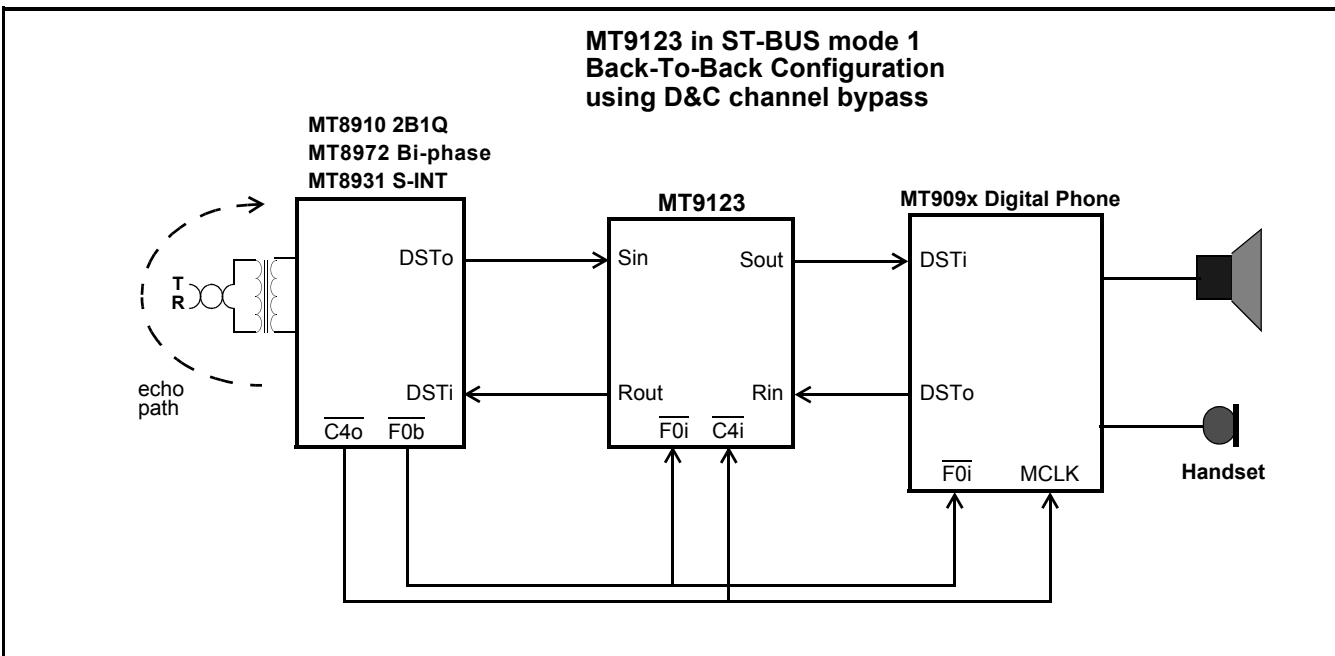 MT9123 in ST-BUS mode 1
Back-To-Back Configuration
using D&C channel bypass
MT8910 2B1Q
MT8972 Bi-phase
MT8931 S-INT
MT9123
MT909x Digital Phone
DSTo
Sin
Sout
DSTi
T
R
echo
path
DSTi
Rout
Rin
DSTo
C4o
F0b
F0i
C4i
F0i
MCLK
Handset